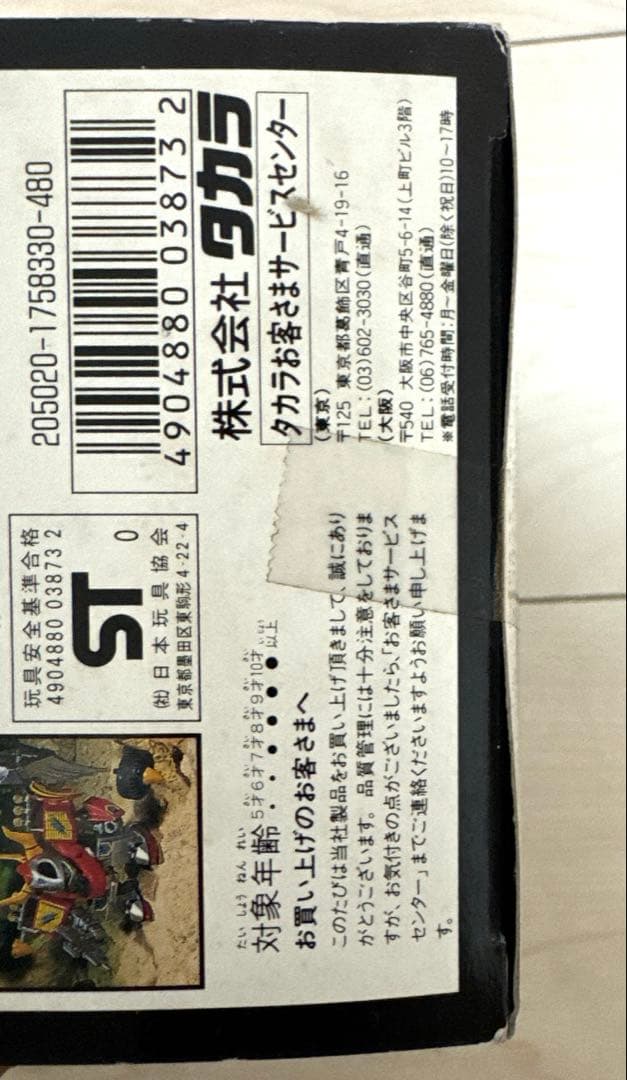 玩具安全基準合格
4904880 03873 2
ST 0
(社)日本玩具協会
東京都墨田区東駒形4-22-4
205020-1758330-480
4904880 03873 2
株式会社タカラ
タカラお客さまサービスセンター
(東京)
〒125 東京都葛飾区青戸4-19-16
TEL:(03)602-3030(直通)
(大阪)
〒540 大阪市中央区谷町5-6-14(上町ビル3階)
TEL:(06)765-4880(直通)
※電話受付時間:月〜金曜日(除く祝日)10〜17時
たいしょうねんれい
対象年齢 5才6才7才8才9才10才以上
お買い上げのお客さまへ
このたびは当社製品をお買い上げ頂きまして、誠にあり
がとうございます。品質管理には十分注意をしておりま
すが、お気付きの点がございましたら、「お客さまサービス
センター」までご連絡くださいますようお願い申し上げま
す。